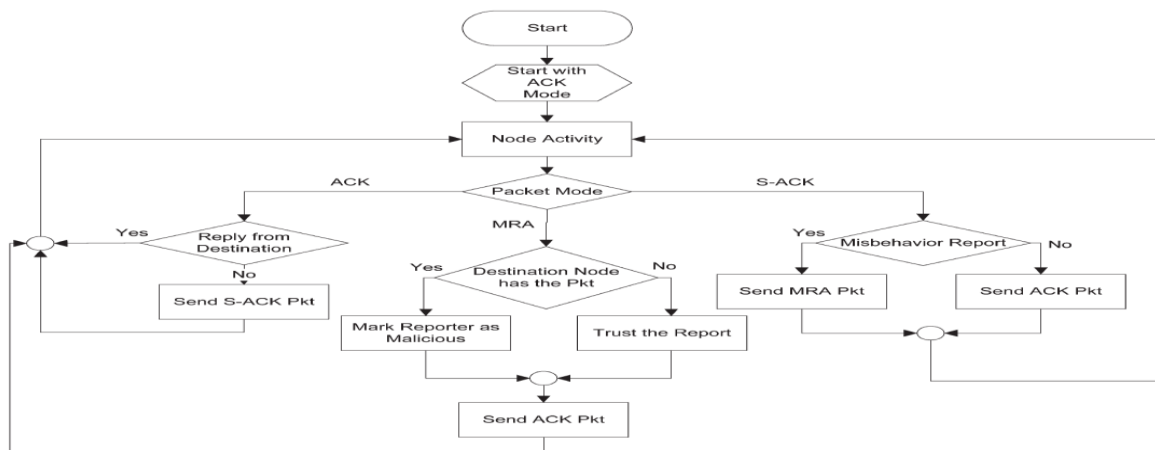 Start
Start with
ACK
Mode
Node Activity
ACK
Packet Mode
S-ACK
MRA
Yes
Reply from
Destination
No
Send S-ACK Pkt
Yes
Destination Node
has the Pkt
No
Mark Reporter as
Malicious
Trust the Report
Send ACK Pkt
Yes
Misbehavior Report
No
Send MRA Pkt
Send ACK Pkt